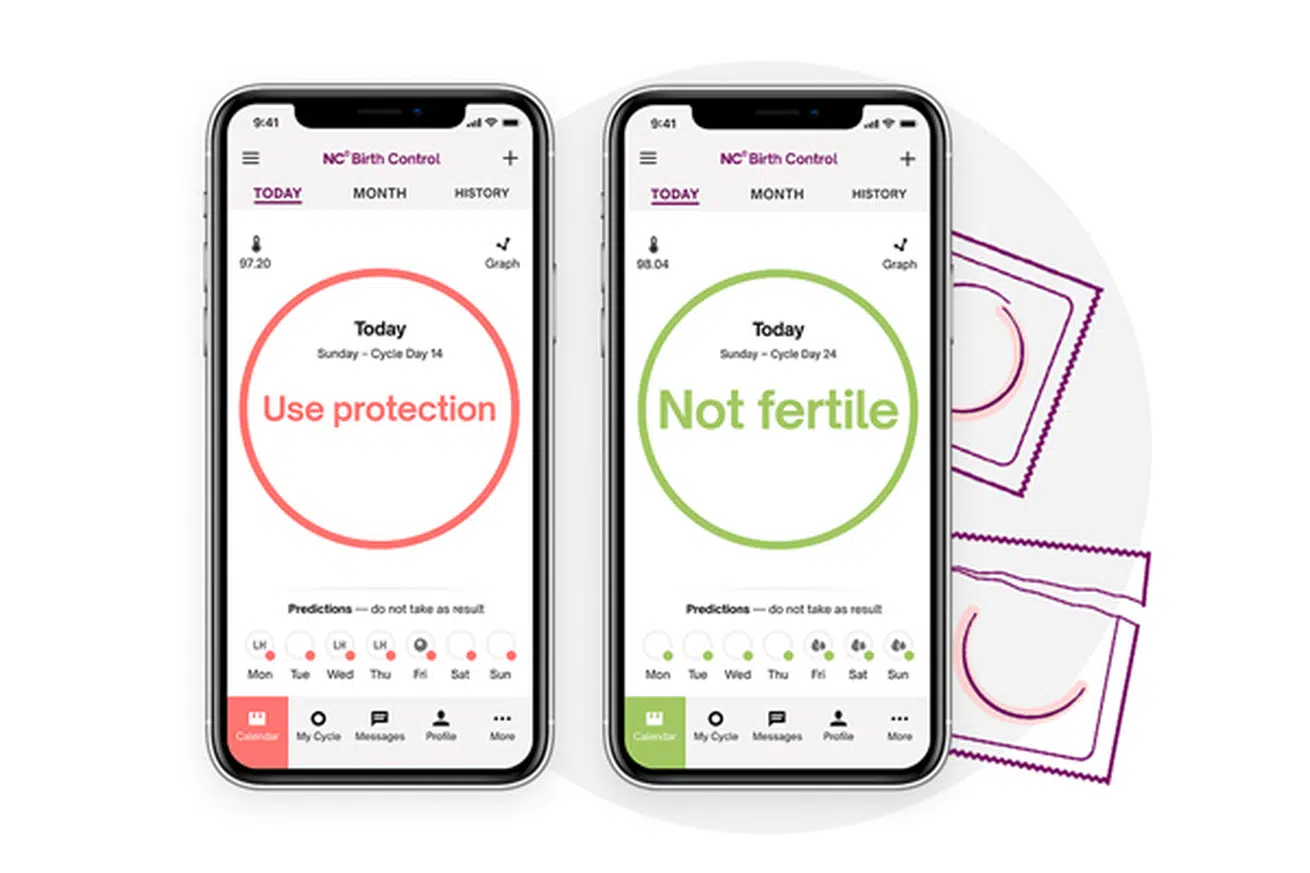 9:41
NC° Birth Control
TODAY MONTH HISTORY
97.20 Graph
Today
Sunday – Cycle Day 14
Use protection
Predictions — do not take as result
LH LH LH
Mon Tue Wed Thu Fri Sat Sun
Calendar My Cycle Messages Profile More
9:41
NC° Birth Control
TODAY MONTH HISTORY
98.04 Graph
Today
Sunday – Cycle Day 24
Not fertile
Predictions — do not take as result
Mon Tue Wed Thu Fri Sat Sun
Calendar My Cycle Messages Profile More